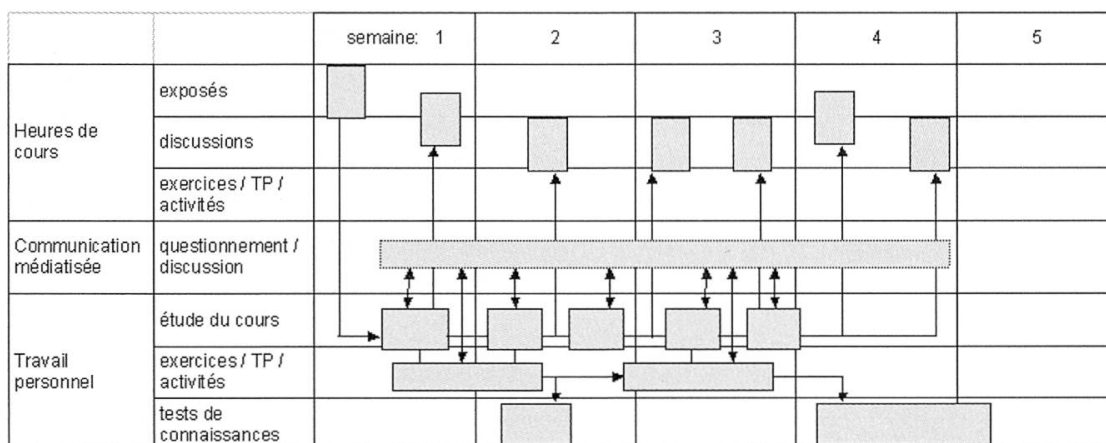 semaine: 1 2 3 4 5
Heures de
cours
exposés
discussions
exercices / TP /
activités
Communication
médiatisée
questionnement /
discussion
Travail
personnel
étude du cours
exercices / TP /
activités
tests de
connaissances